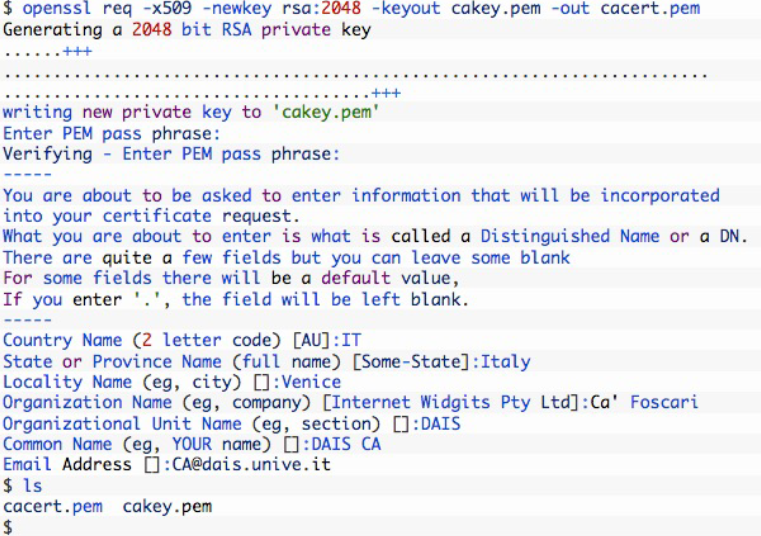 $ openssl req -x509 -newkey rsa:2048 -keyout cakey.pem -out cacert.pem
Generating a 2048 bit RSA private key
......+++
.......................................................................
.....................................+++
writing new private key to 'cakey.pem'
Enter PEM pass phrase:
Verifying - Enter PEM pass phrase:
-----
You are about to be asked to enter information that will be incorporated
into your certificate request.
What you are about to enter is what is called a Distinguished Name or a DN.
There are quite a few fields but you can leave some blank
For some fields there will be a default value,
If you enter '.', the field will be left blank.
-----
Country Name (2 letter code) [AU]:IT
State or Province Name (full name) [Some-State]:Italy
Locality Name (eg, city) []:Venice
Organization Name (eg, company) [Internet Widgits Pty Ltd]:Ca' Foscari
Organizational Unit Name (eg, section) []:DAIS
Common Name (eg, YOUR name) []:DAIS CA
Email Address []:CA@dais.unive.it
$ ls
cacert.pem  cakey.pem
$